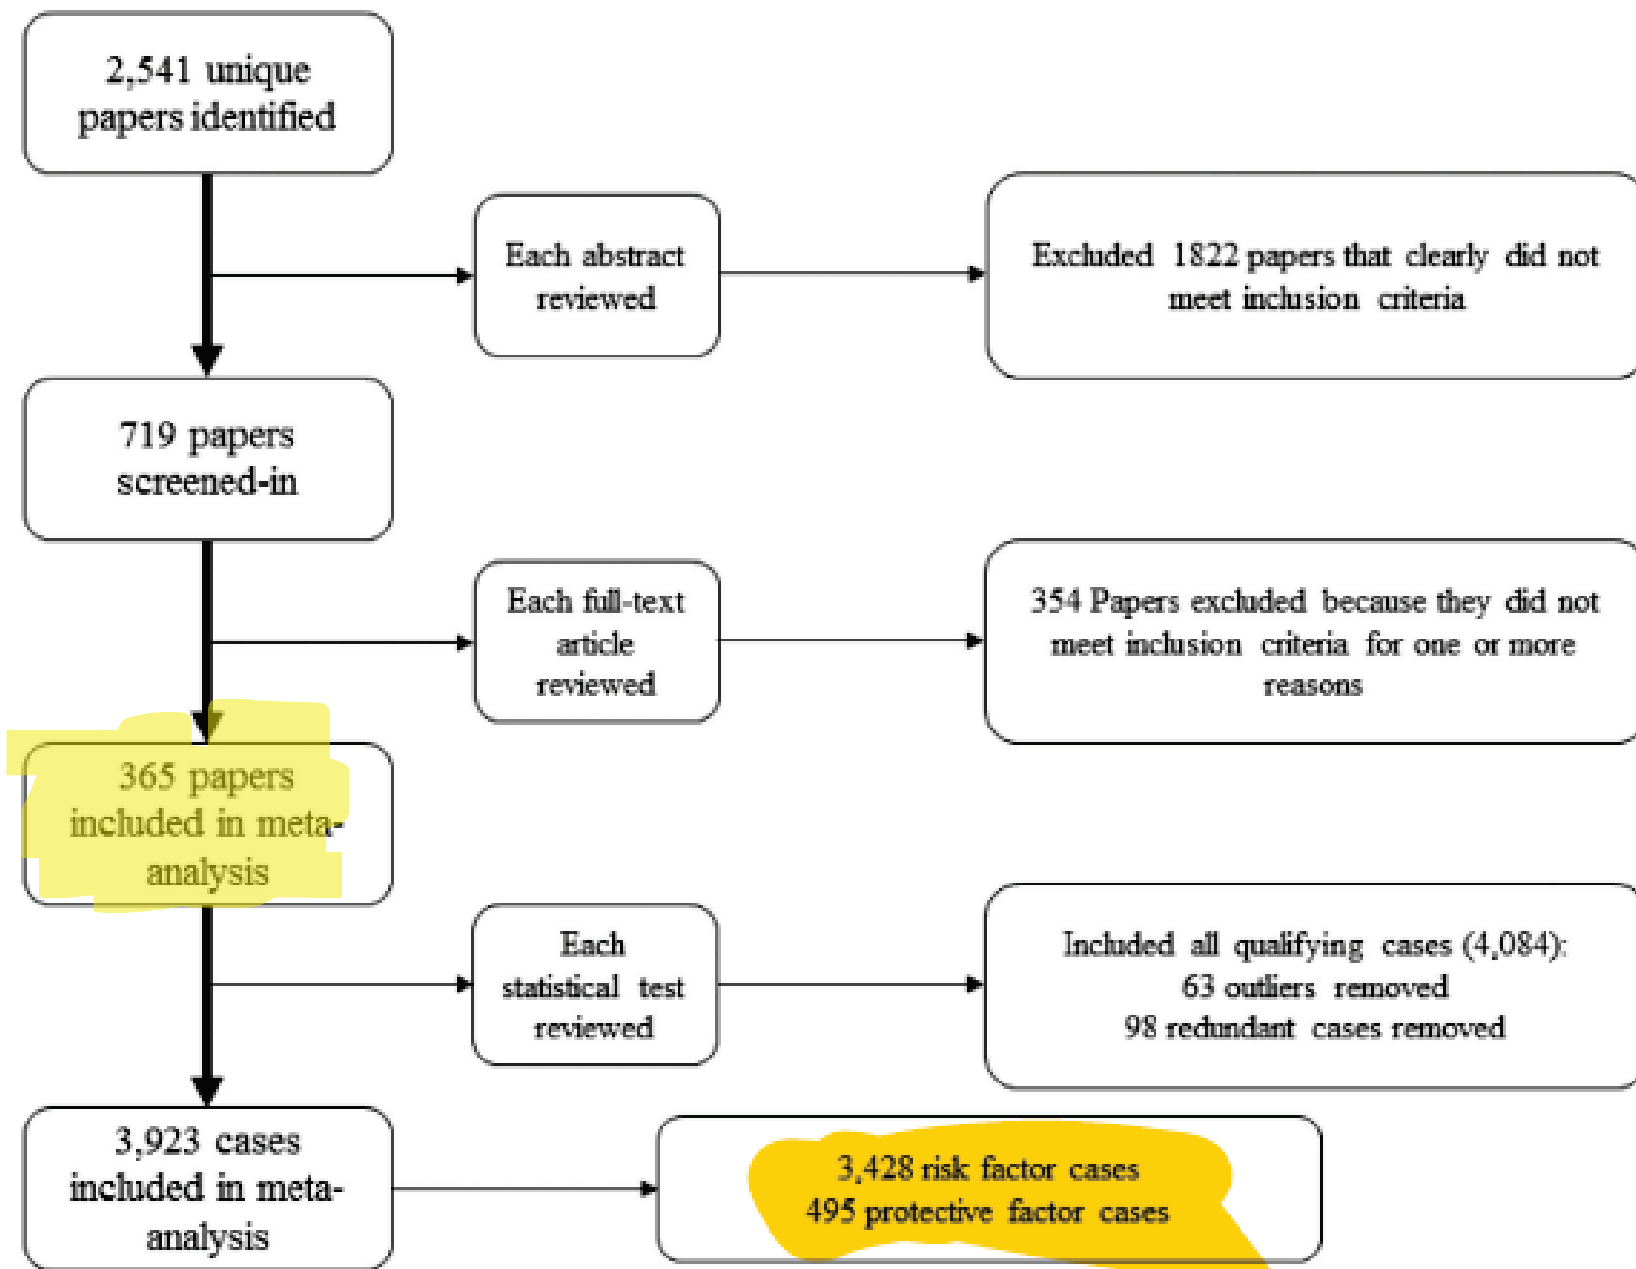 2,541 unique
papers identified
Each abstract
reviewed
Excluded 1822 papers that clearly did not
meet inclusion criteria
719 papers
screened-in
Each full-text
article
reviewed
354 Papers excluded because they did not
meet inclusion criteria for one or more
reasons
365 papers
included in meta-
analysis
Each
statistical test
reviewed
Included all qualifying cases (4,084):
63 outliers removed
98 redundant cases removed
3,923 cases
included in meta-
analysis
3,428 risk factor cases
495 protective factor cases